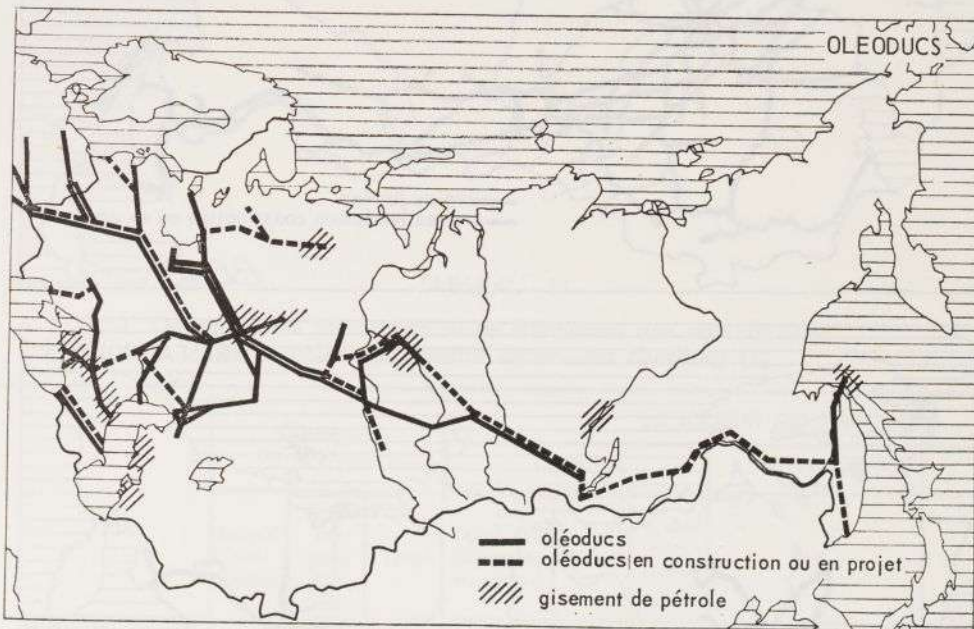 OLEODUCS
oléoducs
oléoducs en construction ou en projet
gisement de pétrole